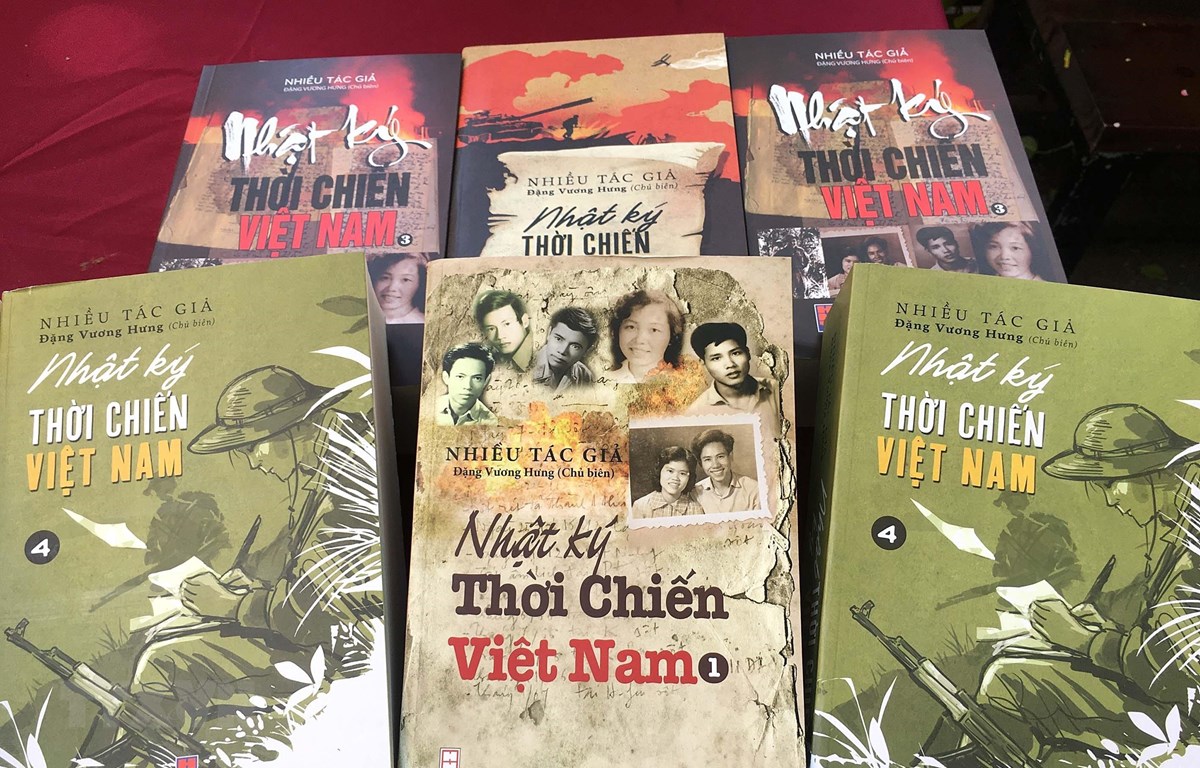 NHIỀU TÁC GIẢ
ĐẶNG VƯƠNG HƯNG (Chủ biên)
Nhật ký
THỜI CHIẾN
VIỆT NAM 3
NHIỀU TÁC GIẢ
Đặng Vương Hưng (Chủ biên)
Nhật ký
THỜI CHIẾN
NHIỀU TÁC GIẢ
ĐẶNG VƯƠNG HƯNG (Chủ biên)
Nhật ký
THỜI CHIẾN
VIỆT NAM 3
NHIỀU TÁC GIẢ
Đặng Vương Hưng (Chủ biên)
Nhật ký
THỜI CHIẾN
VIỆT NAM
4
NHIỀU TÁC GIẢ
Đặng Vương Hưng (Chủ biên)
Nhật ký
Thời Chiến
Việt Nam 1
NHIỀU TÁC GIẢ
Đặng Vương Hưng (Chủ biên)
Nhật ký
THỜI CHIẾN
VIỆT NAM
4